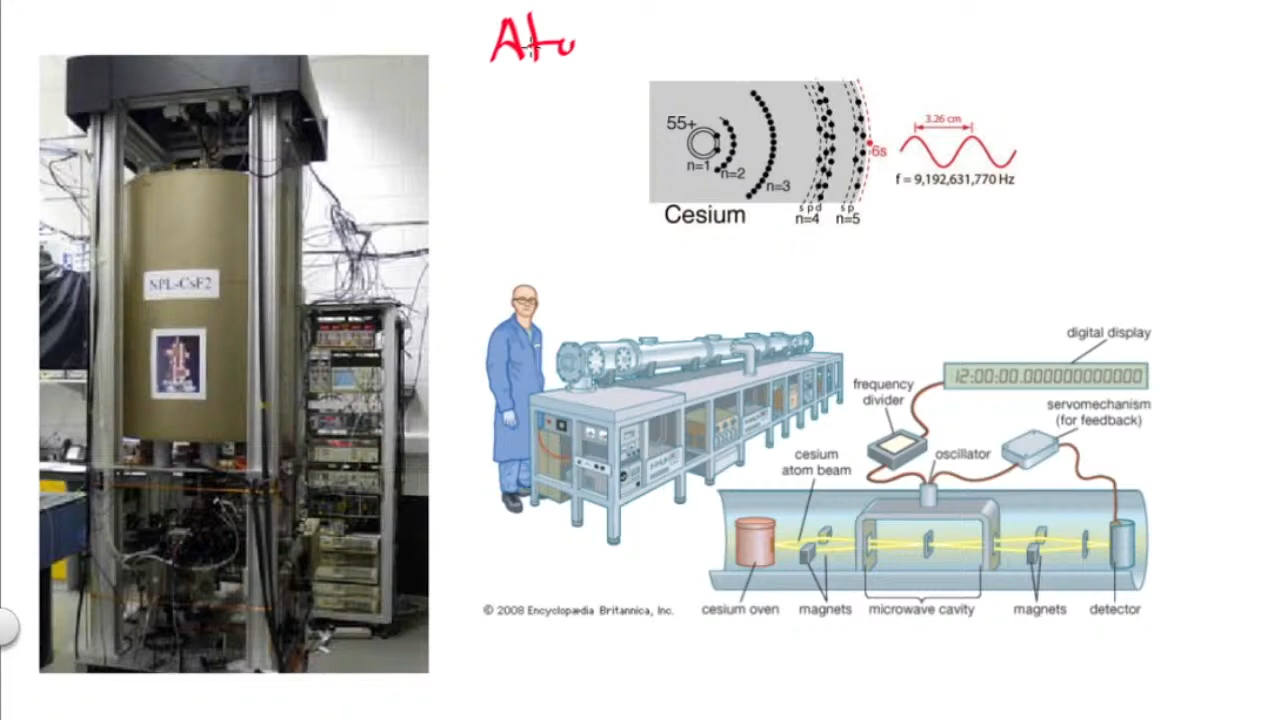 Ato
NPL-CsF2
55+
n=1
n=2
n=3
s p d
n=4
s p
n=5
6s
Cesium
3.26 cm
f = 9,192,631,770 Hz
digital display
12:00:00.000000000000
frequency
divider
servomechanism
(for feedback)
cesium
atom beam
oscillator
cesium oven
magnets
microwave cavity
magnets
detector
© 2008 Encyclopædia Britannica, Inc.